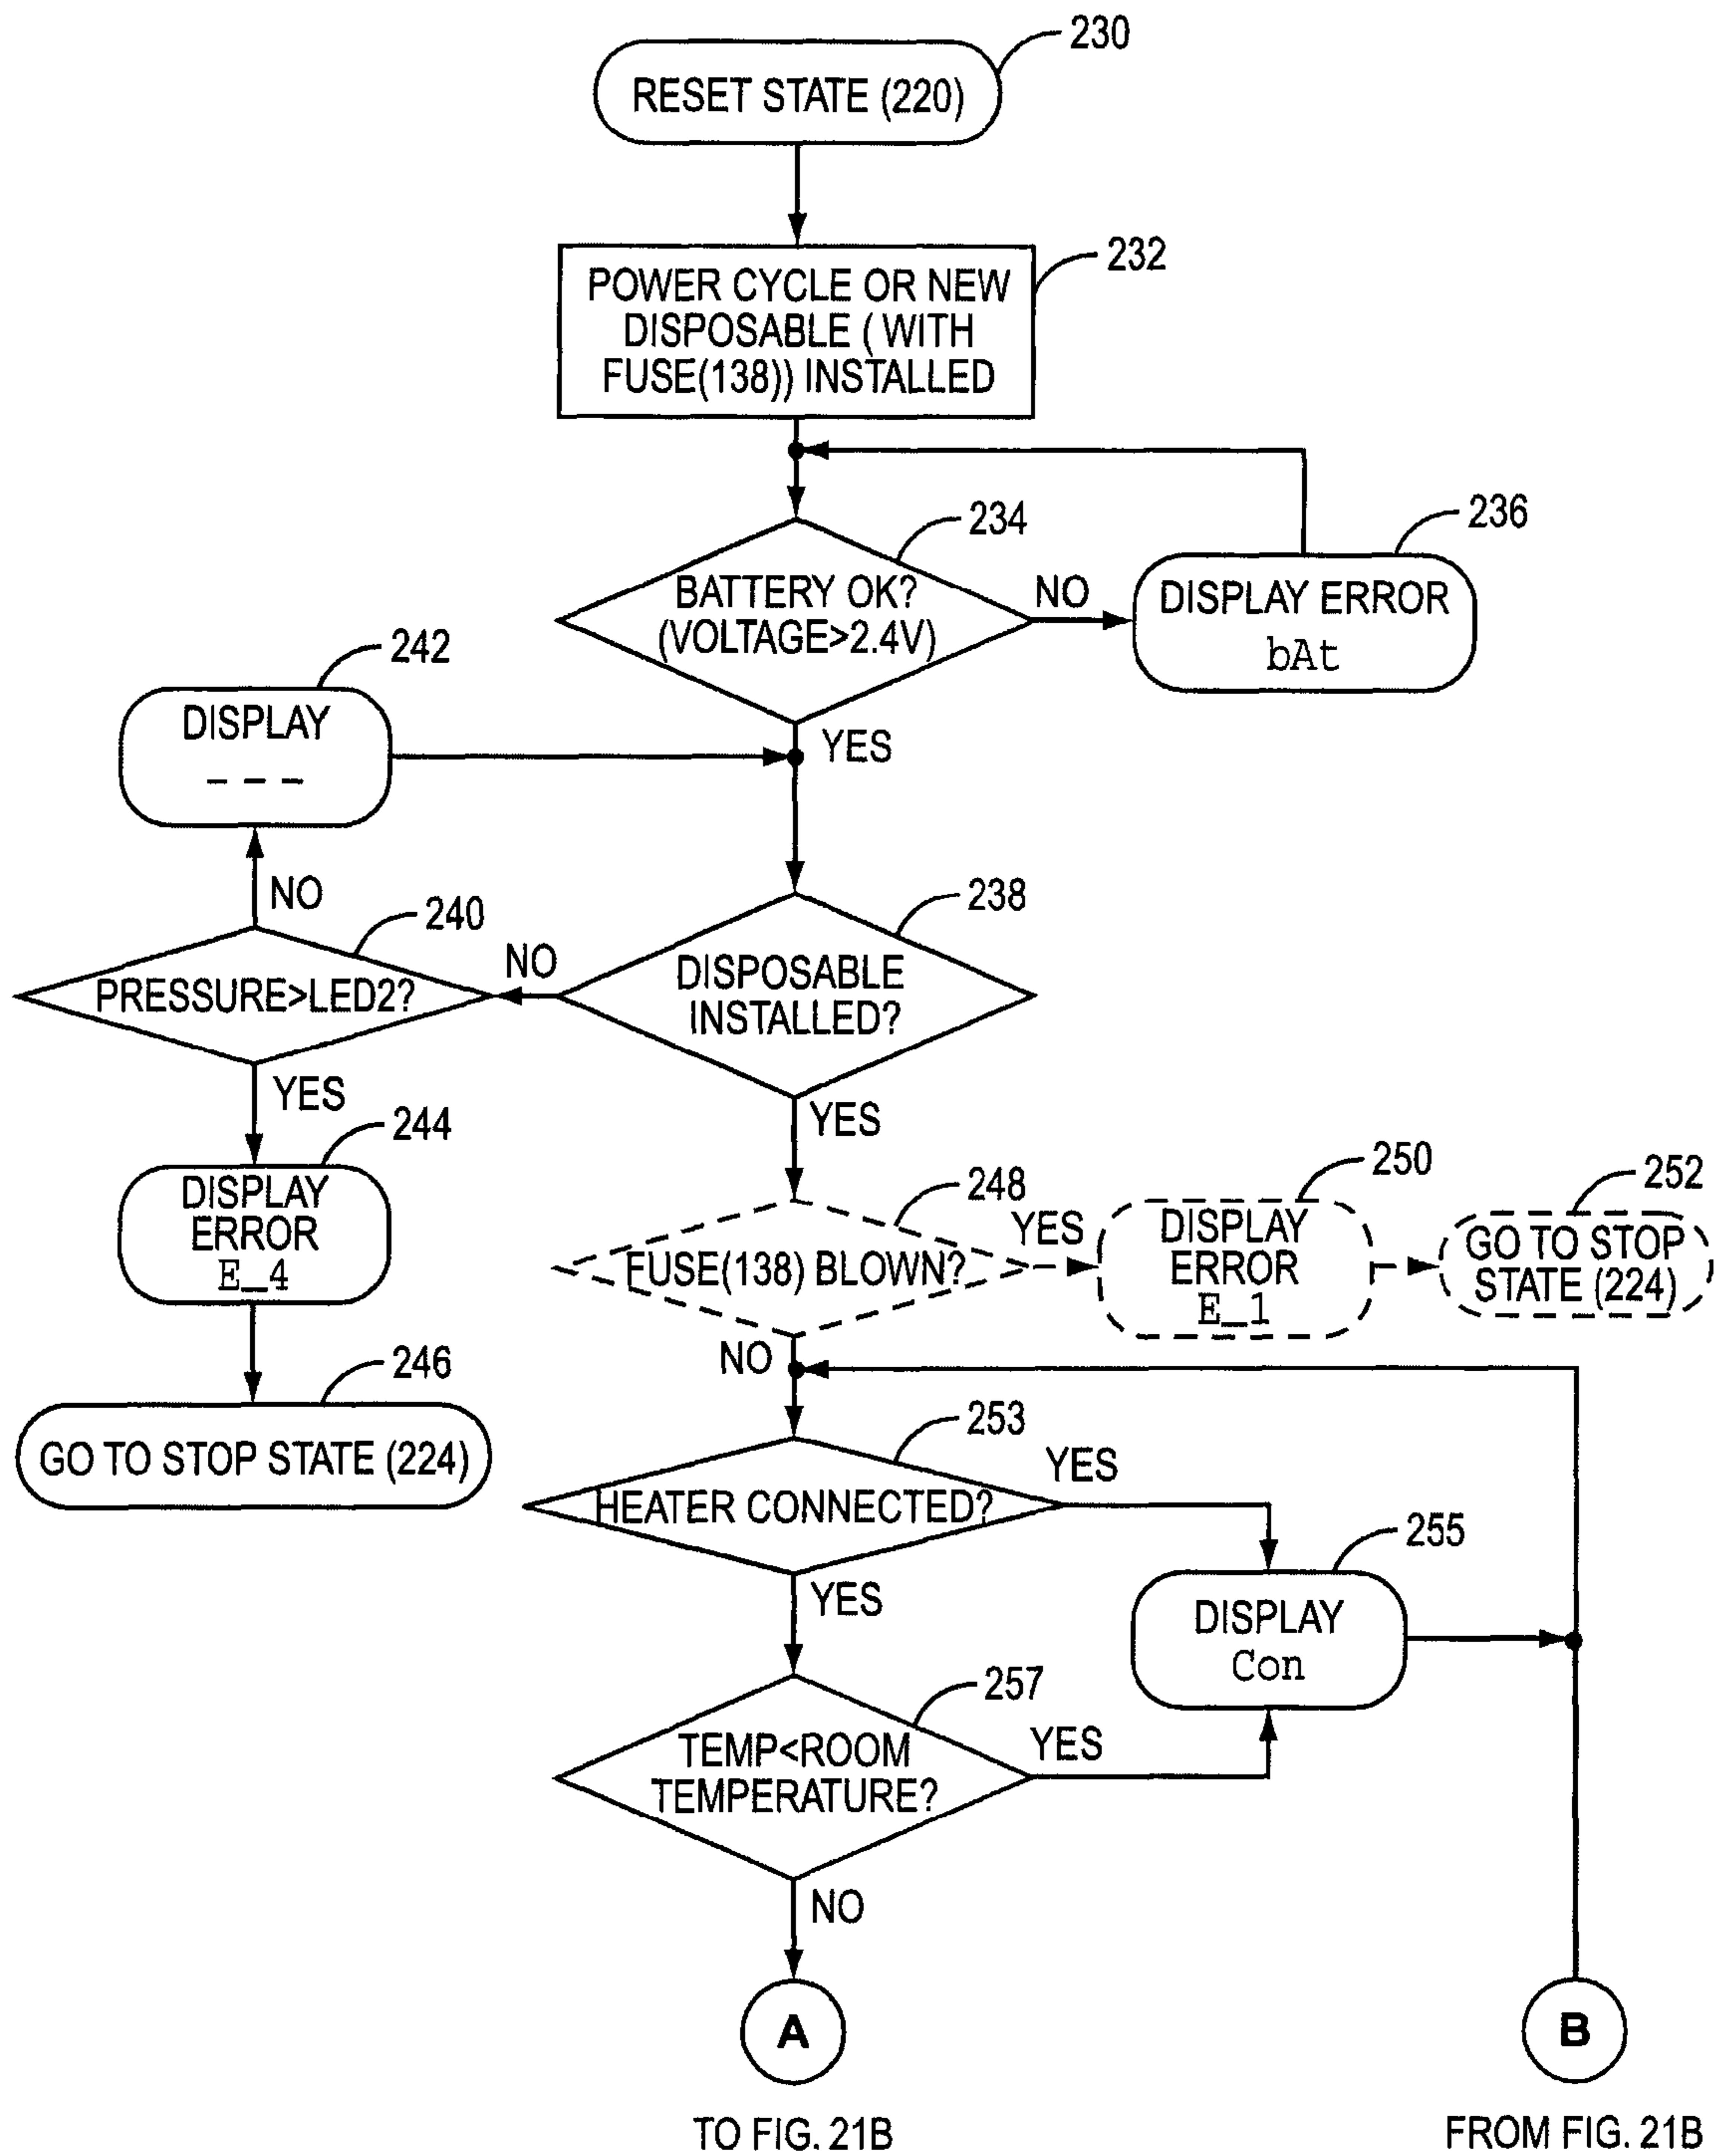 230
RESET STATE (220)
232
POWER CYCLE OR NEW
DISPOSABLE ( WITH
FUSE(138)) INSTALLED
234
BATTERY OK?
(VOLTAGE>2.4V)
NO
236
DISPLAY ERROR
bAt
242
DISPLAY
– – –
YES
NO
240
PRESSURE>LED2?
NO
238
DISPOSABLE
INSTALLED?
YES
244
DISPLAY
ERROR
E_4
YES
248
FUSE(138) BLOWN?
YES
250
DISPLAY
ERROR
E_1
252
GO TO STOP
STATE (224)
246
GO TO STOP STATE (224)
NO
253
HEATER CONNECTED?
YES
255
DISPLAY
Con
YES
257
TEMP<ROOM
TEMPERATURE?
YES
NO
A
B
TO FIG. 21B
FROM FIG. 21B